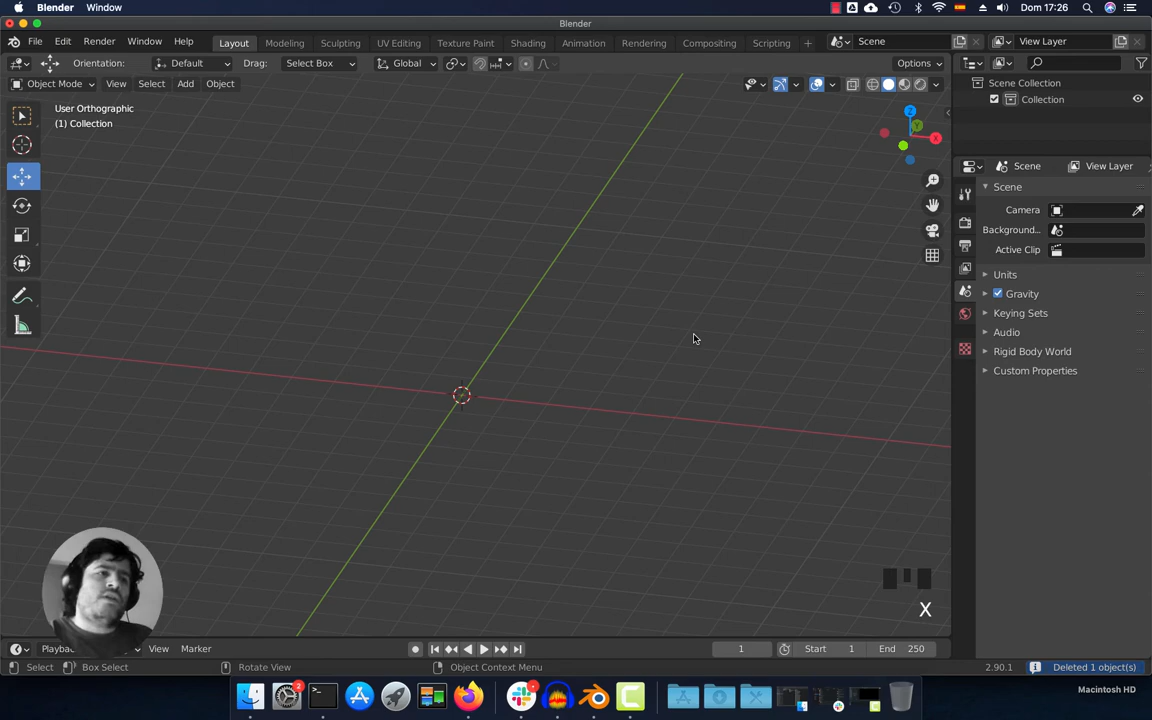 Blender Window Dom 17:26
Blender
File Edit Render Window Help Layout Modeling Sculpting UV Editing Texture Paint Shading Animation Rendering Compositing Scripting + Scene View Layer
Orientation: Default Drag: Select Box Global Options
Object Mode View Select Add Object
User Orthographic
(1) Collection
Z
Y
X
Scene Collection
Collection
Scene View Layer
Scene
Camera
Background...
Active Clip
Units
Gravity
Keying Sets
Audio
Rigid Body World
Custom Properties
X
View Marker 1 Start 1 End 250
Select Box Select Rotate View Object Context Menu 2.90.1 Deleted 1 object(s)
2
Macintosh HD